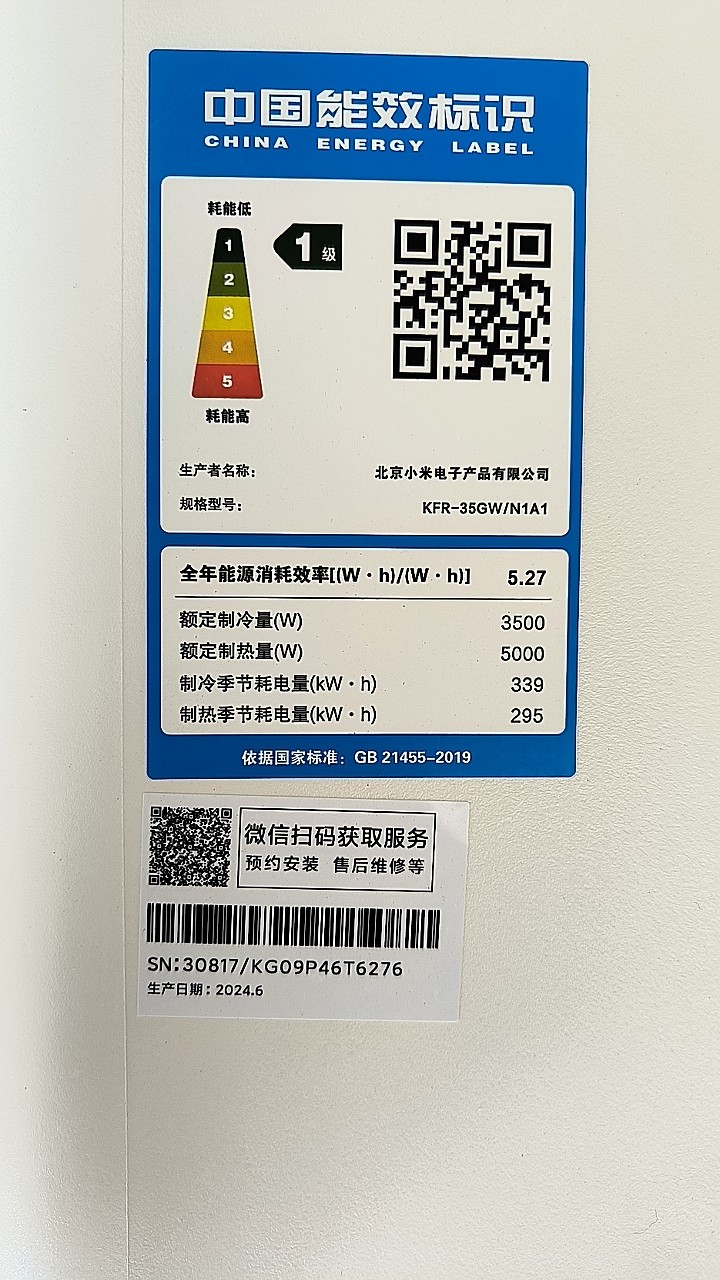 中国能效标识
CHINA ENERGY LABEL
耗能低
1
1级
2
3
4
5
耗能高
生产者名称： 北京小米电子产品有限公司
规格型号： KFR-35GW/N1A1
全年能源消耗效率[(W·h)/(W·h)] 5.27
额定制冷量(W) 3500
额定制热量(W) 5000
制冷季节耗电量(kW·h) 339
制热季节耗电量(kW·h) 295
依据国家标准：GB 21455-2019
微信扫码获取服务
预约安装 售后维修等
SN:30817/KG09P46T6276
生产日期：2024.6